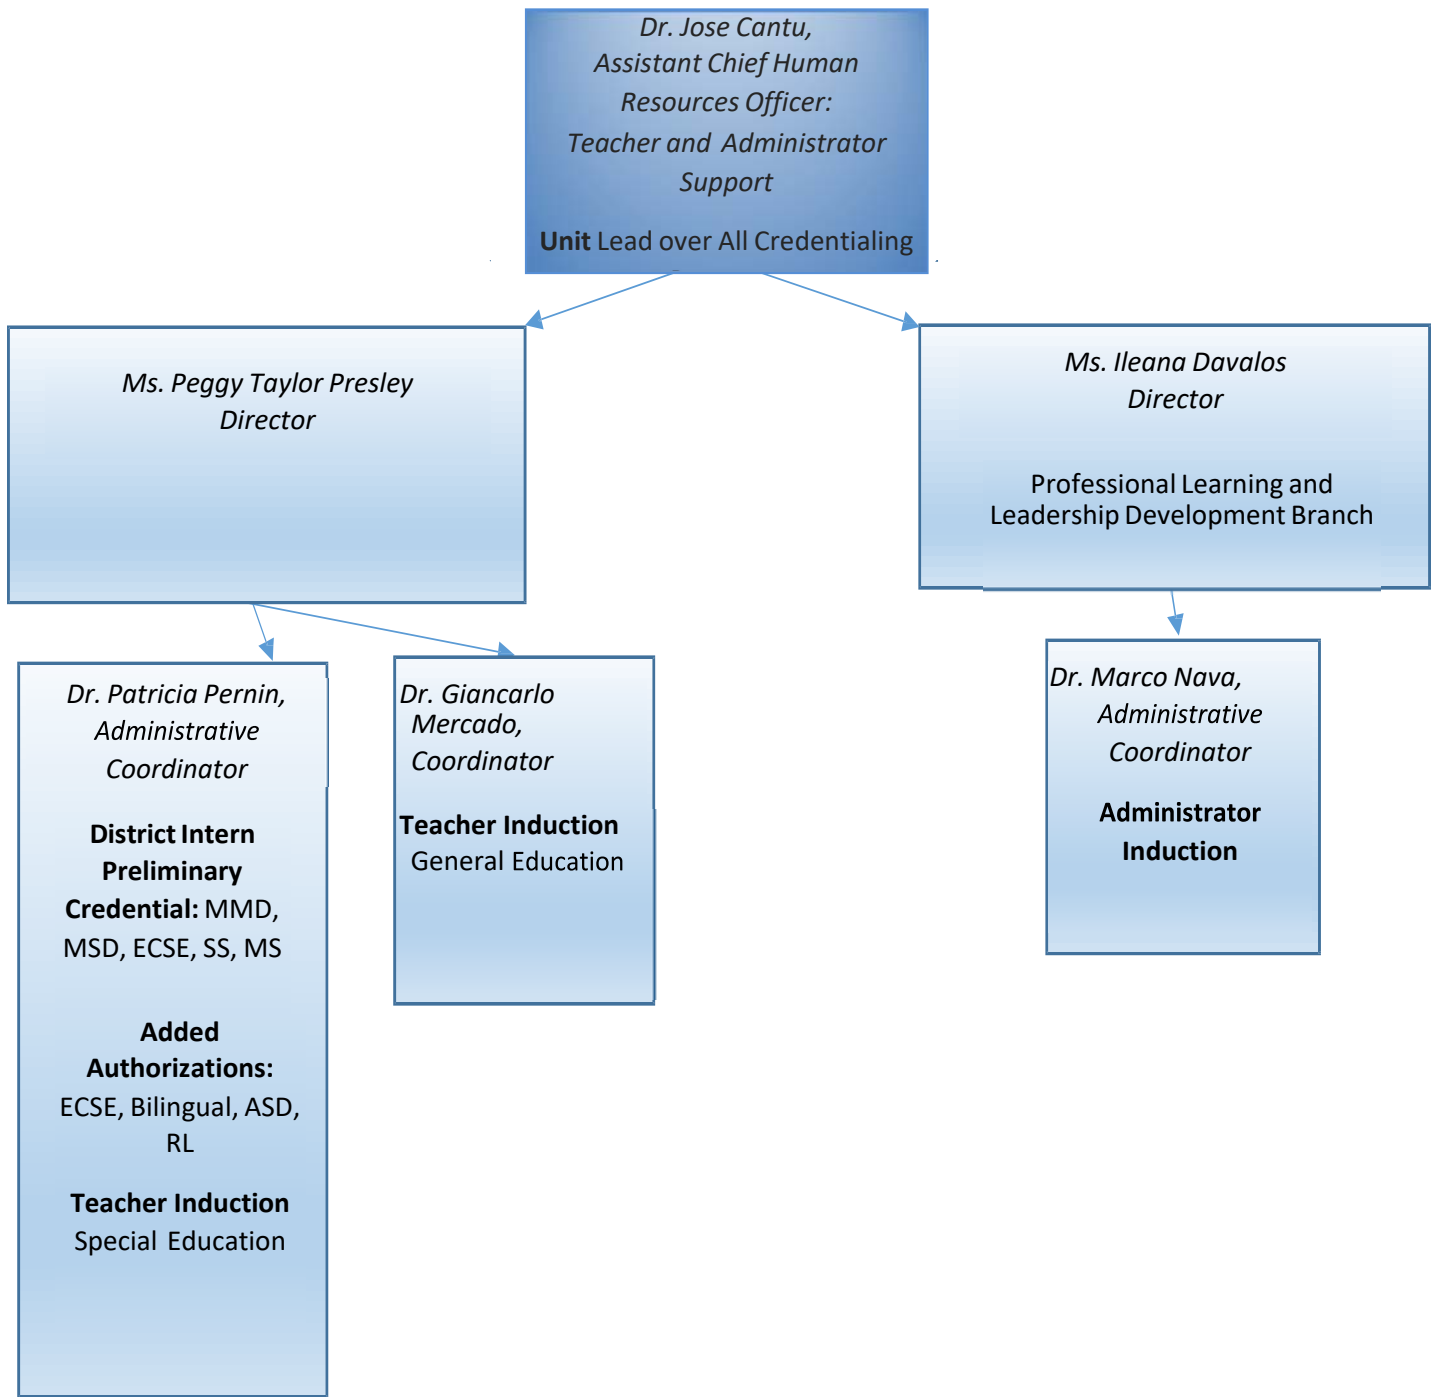 Dr. Jose Cantu,
Assistant Chief Human
Resources Officer:
Teacher and Administrator
Support
Unit Lead over All Credentialing
Ms. Peggy Taylor Presley
Director
Ms. Ileana Davalos
Director
Professional Learning and
Leadership Development Branch
Dr. Patricia Pernin,
Administrative
Coordinator
District Intern
Preliminary
Credential: MMD,
MSD, ECSE, SS, MS
Added
Authorizations:
ECSE, Bilingual, ASD,
RL
Teacher Induction
Special Education
Dr. Giancarlo
Mercado,
Coordinator
Teacher Induction
General Education
Dr. Marco Nava,
Administrative
Coordinator
Administrator
Induction